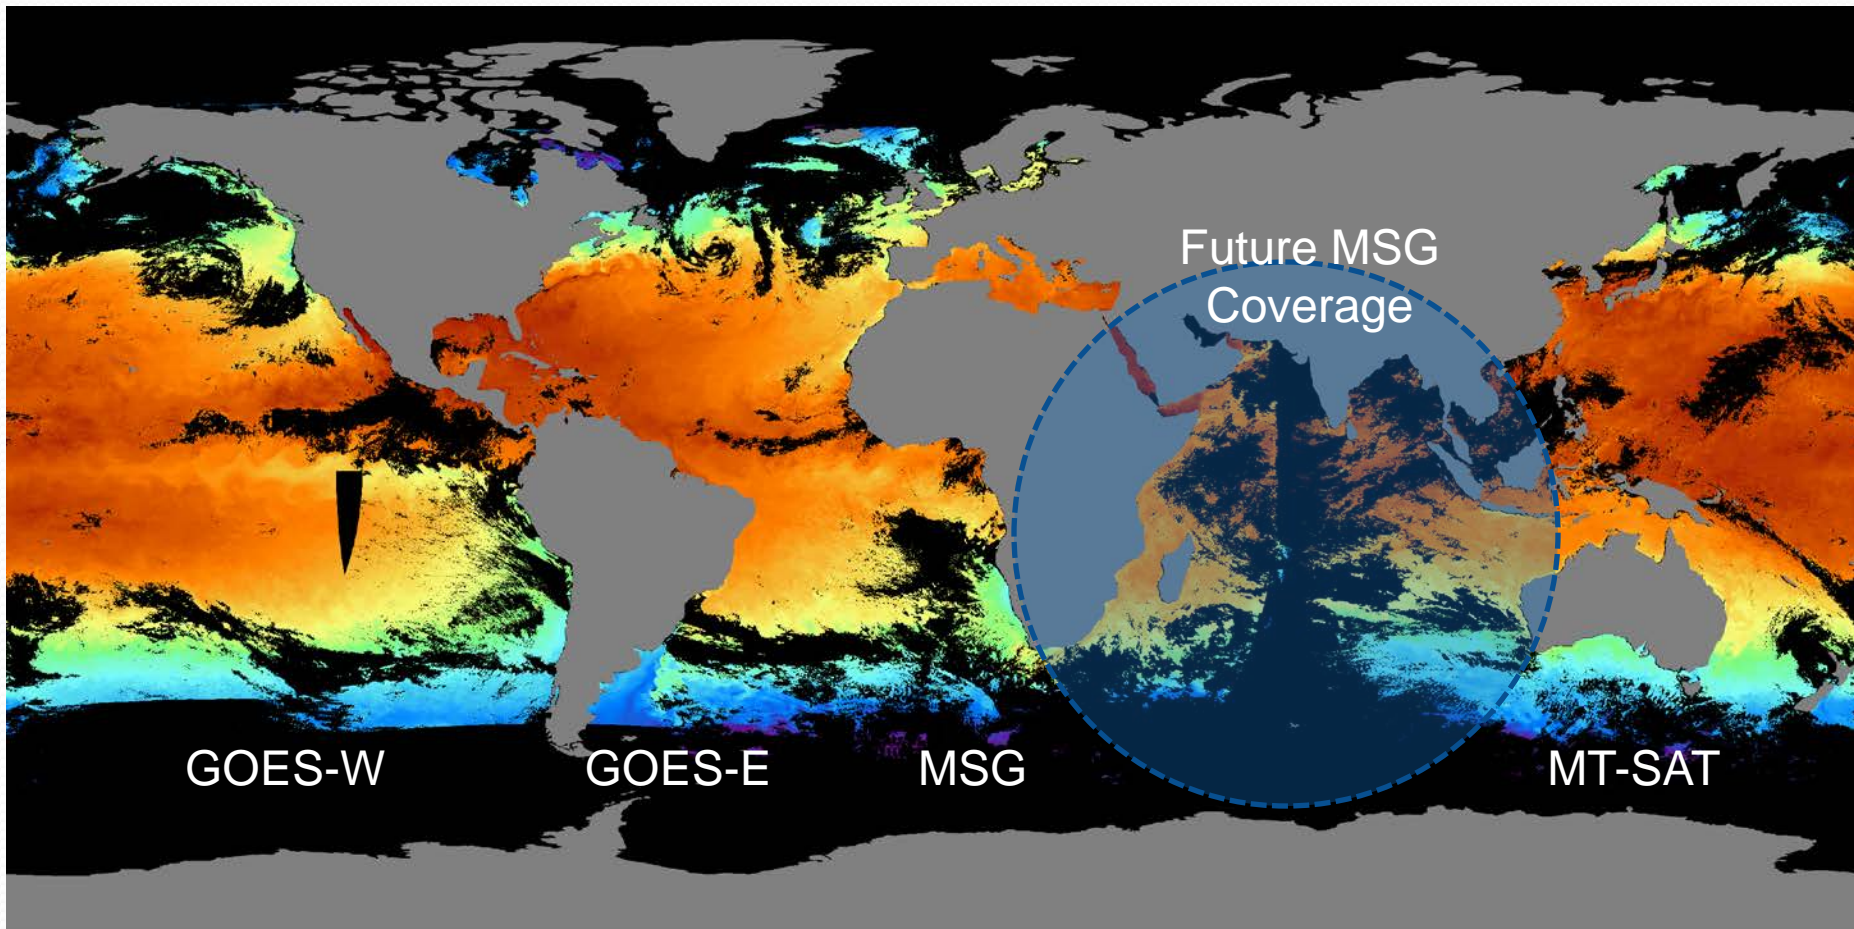 Future MSG
Coverage
GOES-W
GOES-E
MSG
MT-SAT